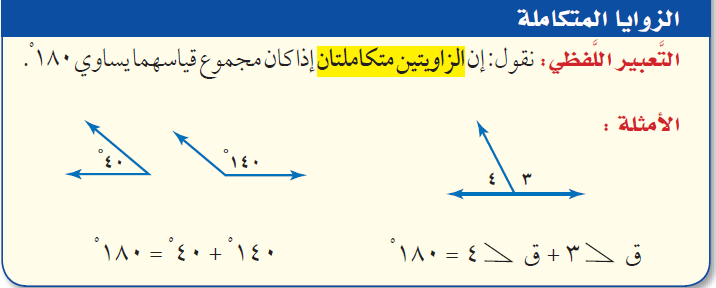 الزوايا المتكاملة
التَّعبير اللَّفظي: نقول: إن الزاويتين متكاملتان إذا كان مجموع قياسهما يساوي ١٨٠°.
الأمثلة :
٤ ٣
١٤٠°
٤٠°
ق ∠٣ + ق ∠٤ = ١٨٠°
١٤٠° + ٤٠° = ١٨٠°